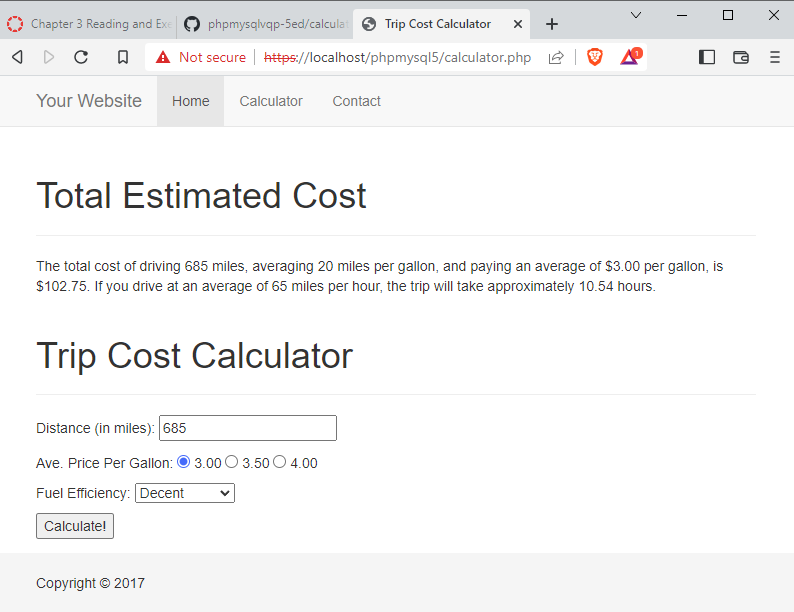 Chapter 3 Reading and Exe
phpmysqlvqp-5ed/calculat
Trip Cost Calculator
Not secure
https://localhost/phpmysql5/calculator.php
1
Your Website
Home
Calculator
Contact
Total Estimated Cost
The total cost of driving 685 miles, averaging 20 miles per gallon, and paying an average of $3.00 per gallon, is
$102.75. If you drive at an average of 65 miles per hour, the trip will take approximately 10.54 hours.
Trip Cost Calculator
Distance (in miles): 685
Ave. Price Per Gallon: 3.00 3.50 4.00
Fuel Efficiency: Decent
Calculate!
Copyright © 2017